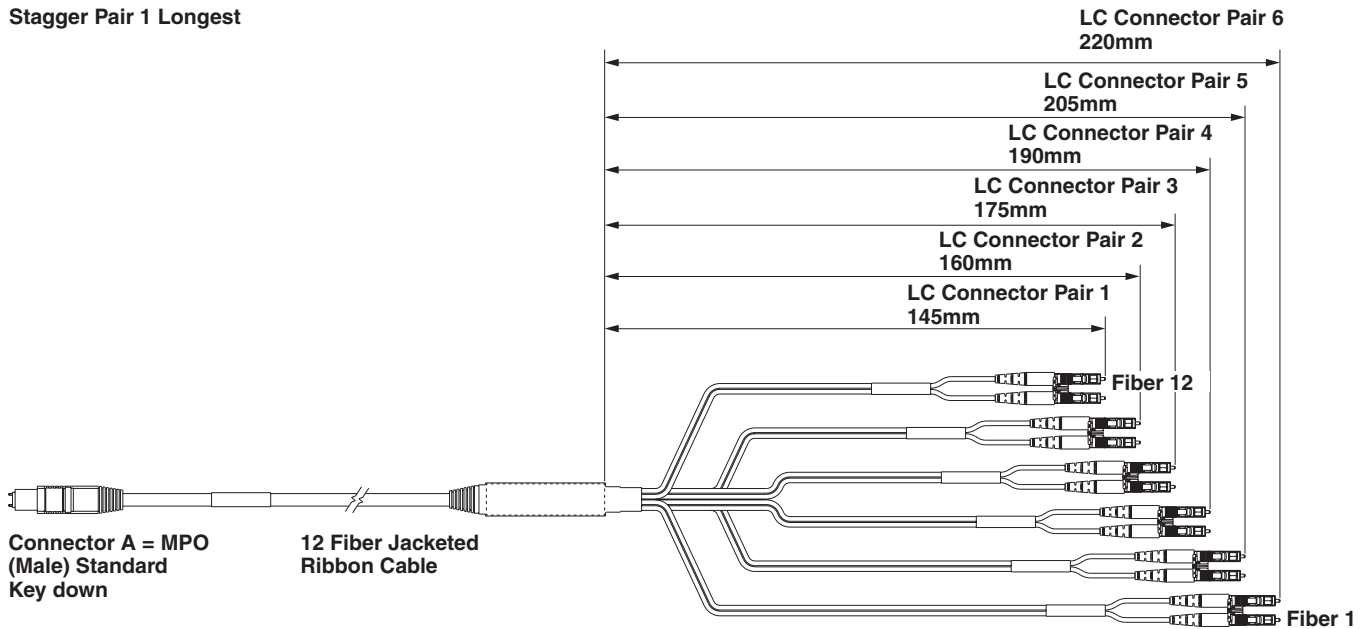 Stagger Pair 1 Longest
LC Connector Pair 6
220mm
LC Connector Pair 5
205mm
LC Connector Pair 4
190mm
LC Connector Pair 3
175mm
LC Connector Pair 2
160mm
LC Connector Pair 1
145mm
Fiber 12
Connector A = MPO
(Male) Standard
Key down
12 Fiber Jacketed
Ribbon Cable
Fiber 1